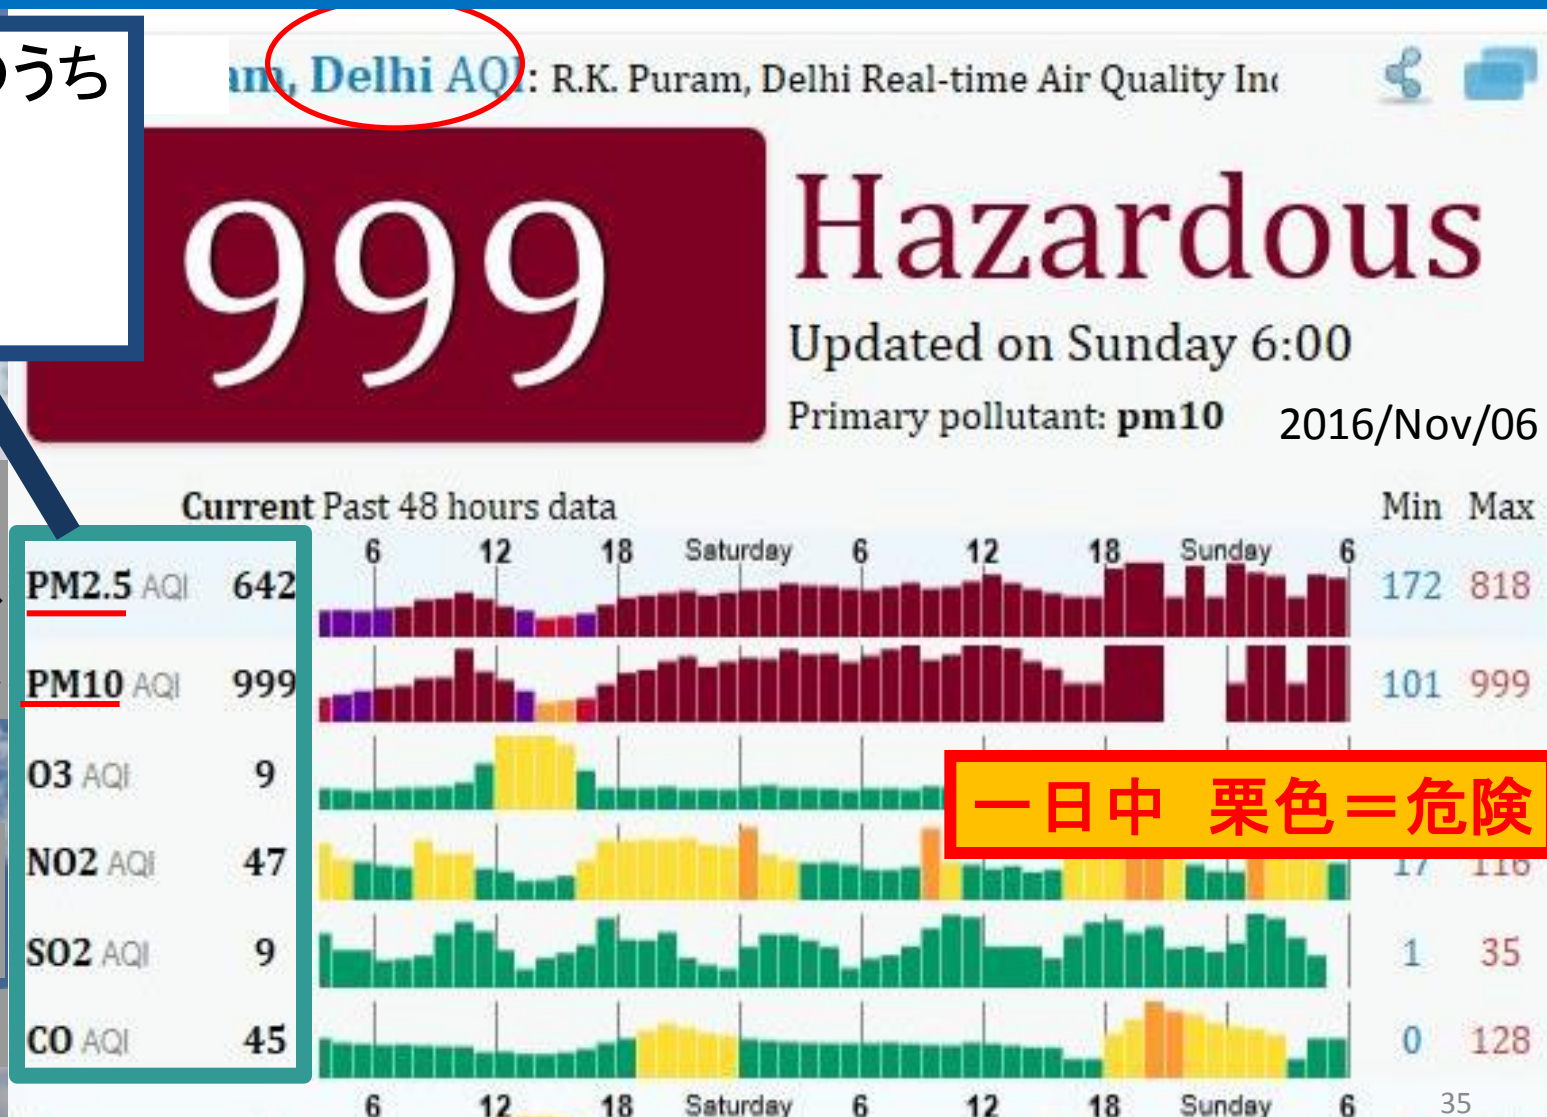 のうち
am, Delhi AQI: R.K. Puram, Delhi Real-time Air Quality
999
Hazardous
Updated on Sunday 6:00
Primary pollutant: pm10
2016/Nov/06
Current Past 48 hours data
Min Max
6 12 18 Saturday 6 12 18 Sunday 6
PM2.5 AQI 642 172 818
PM10 AQI 999 101 999
O3 AQI 9
一日中 栗色＝危険
NO2 AQI 47 17 116
SO2 AQI 9 1 35
CO AQI 45 0 128
6 12 18 Saturday 6 12 18 Sunday 6
35